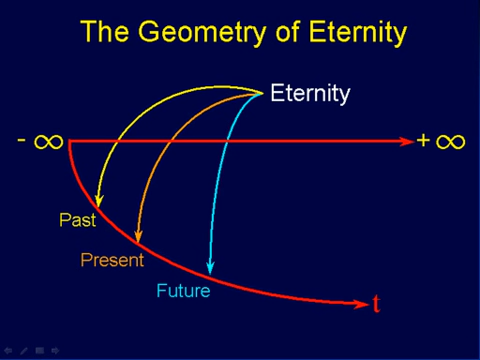 The Geometry of Eternity
Eternity
- ∞
+ ∞
Past
Present
Future
t